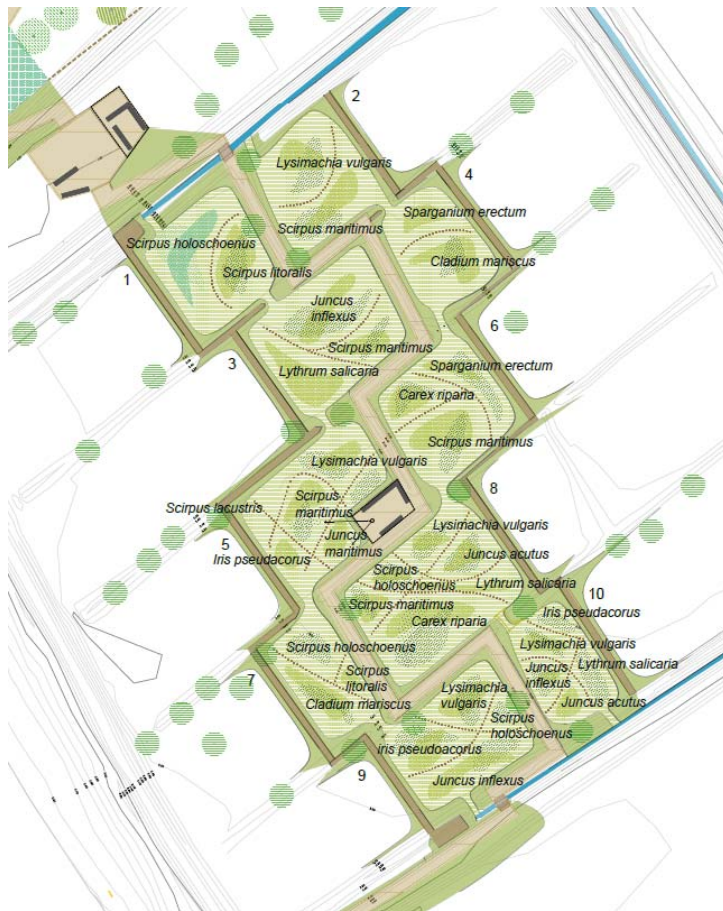 2
Lysimachia vulgaris
4
Sparganium erectum
Scirpus maritimus
Scirpus holoschoenus
Cladium mariscus
Scirpus litoralis
1
Juncus
inflexus
6
Scirpus maritimus
3
Sparganium erectum
Lythrum salicaria
Carex riparia
Scirpus maritimus
Lysimachia vulgaris
8
Scirpus
maritimus
Scirpus lacustris
Lysimachia vulgaris
5
Juncus
maritimus
Iris pseudacorus
Juncus acutus
Scirpus
holoschoenus
Lythrum salicaria
10
Scirpus maritimus
Iris pseudacorus
Carex riparia
Scirpus holoschoenus
Lysimachia vulgaris
7
Scirpus
litoralis
Juncus
inflexus
Lythrum salicaria
Lysimachia
vulgaris
Cladium mariscus
Juncus acutus
Scirpus
holoschoenus
iris pseudoacorus
9
Juncus inflexus